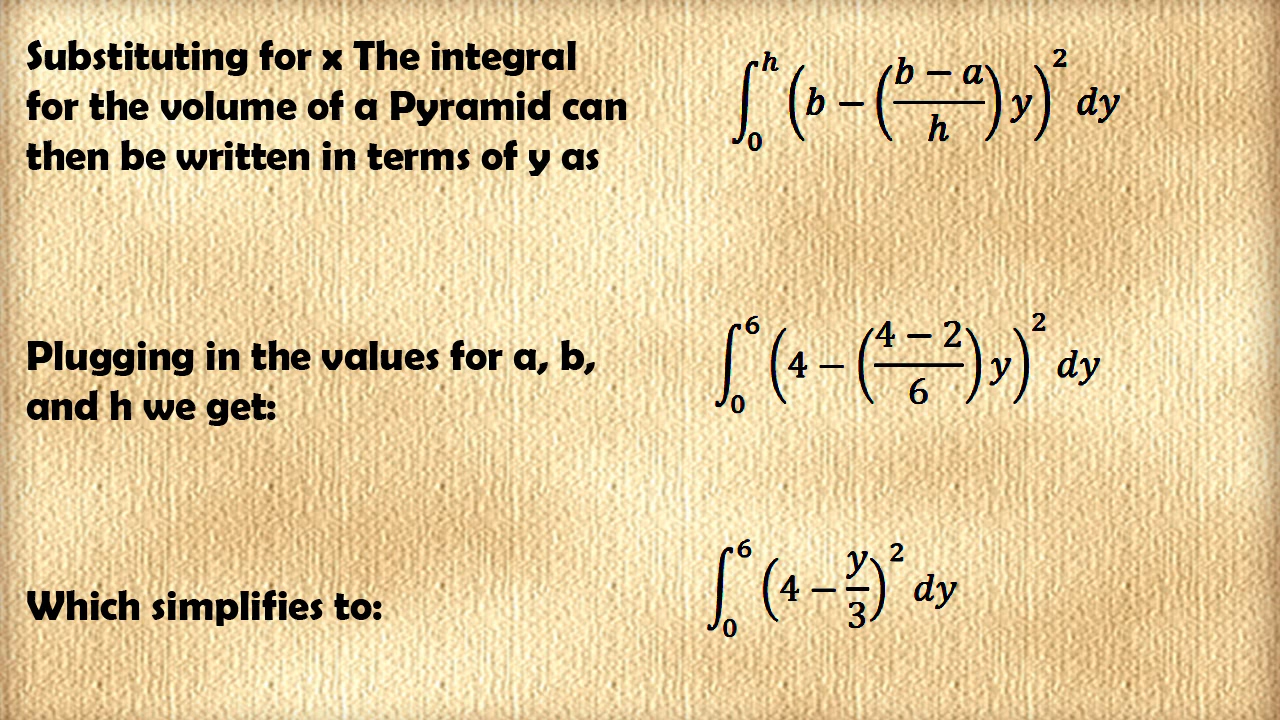 Substituting for x The integral
for the volume of a Pyramid can
then be written in terms of y as
∫₀ʰ (b − ((b − a)/h) y)² dy
Plugging in the values for a, b,
and h we get:
∫₀⁶ (4 − ((4 − 2)/6) y)² dy
Which simplifies to:
∫₀⁶ (4 − y/3)² dy